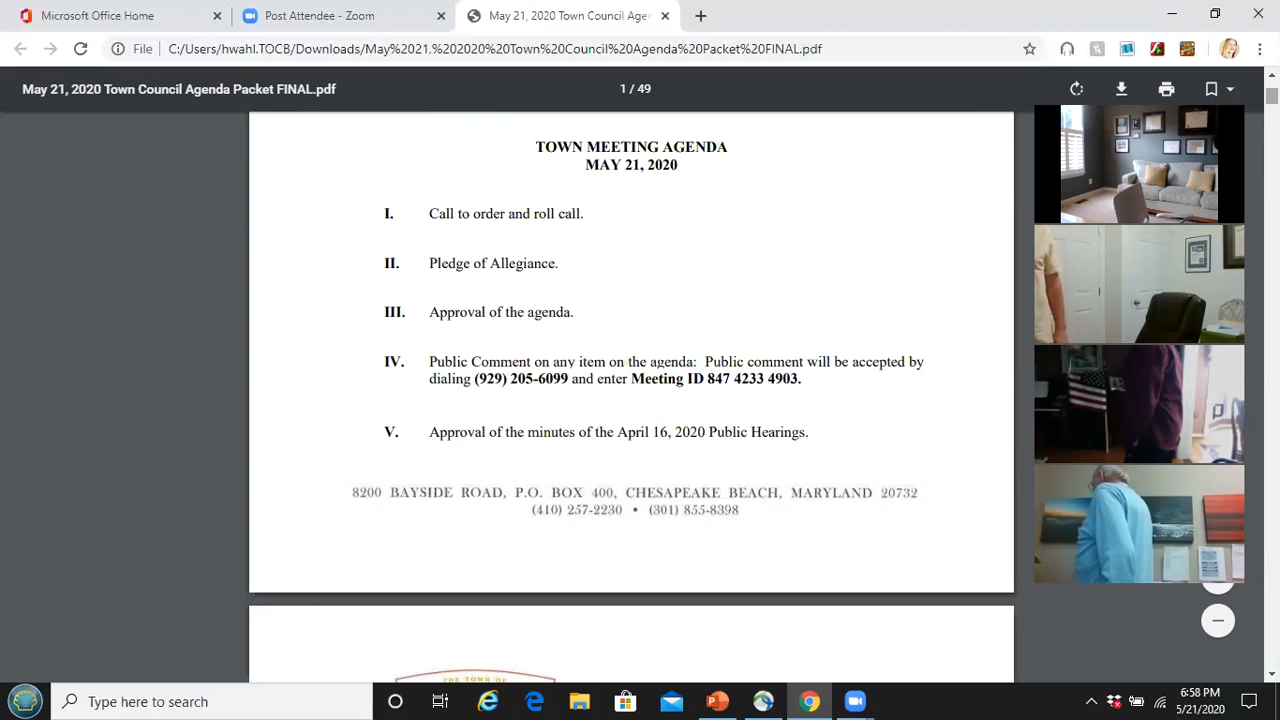 Microsoft Office Home
Post Attendee - Zoom
May 21, 2020 Town Council Age
File
C:/Users/hwahl.TOCB/Downloads/May%2021,%202020%20Town%20Council%20Agenda%20Packet%20FINAL.pdf
May 21, 2020 Town Council Agenda Packet FINAL.pdf
1 / 49
TOWN MEETING AGENDA
MAY 21, 2020
I. Call to order and roll call.
II. Pledge of Allegiance.
III. Approval of the agenda.
IV. Public Comment on any item on the agenda: Public comment will be accepted by
dialing (929) 205-6099 and enter Meeting ID 847 4233 4903.
V. Approval of the minutes of the April 16, 2020 Public Hearings.
8200 BAYSIDE ROAD, P.O. BOX 400, CHESAPEAKE BEACH, MARYLAND 20732
(410) 257-2230 • (301) 855-8398
THE TOWN OF
Type here to search
6:58 PM
5/21/2020